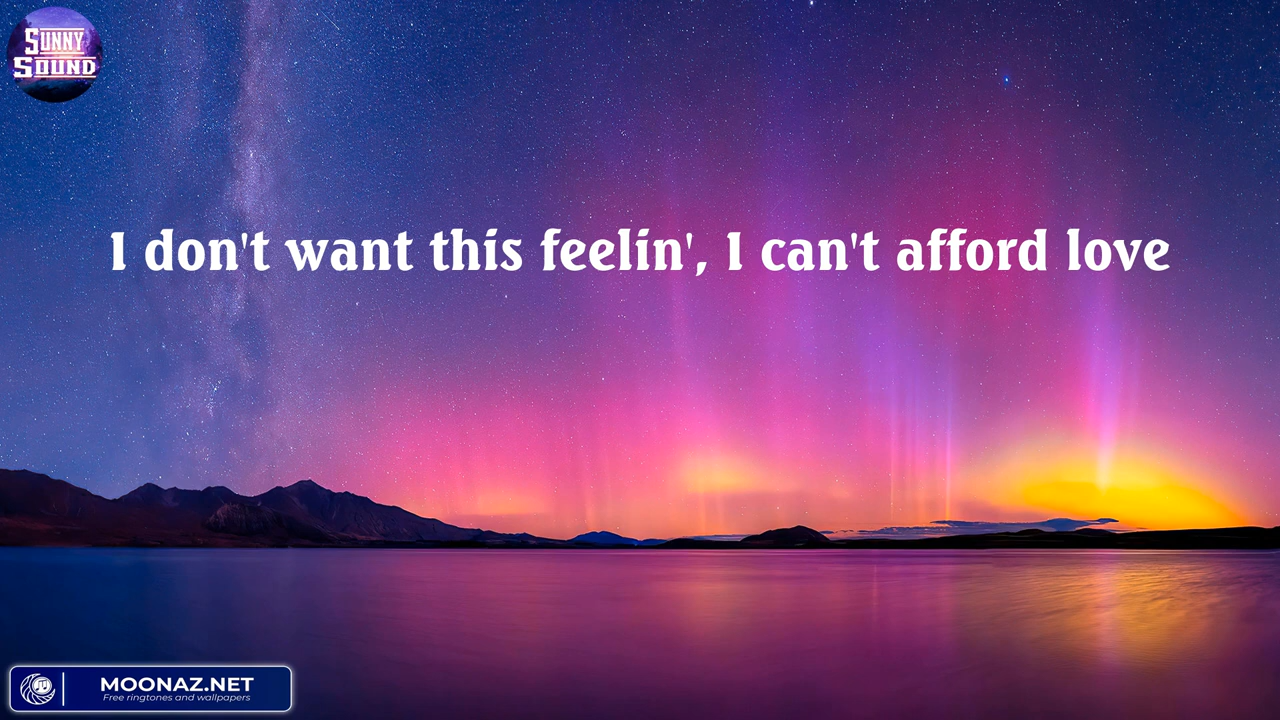 SUNNY
SOUND
I don't want this feelin', I can't afford love
MOONAZ.NET
Free ringtones and wallpapers